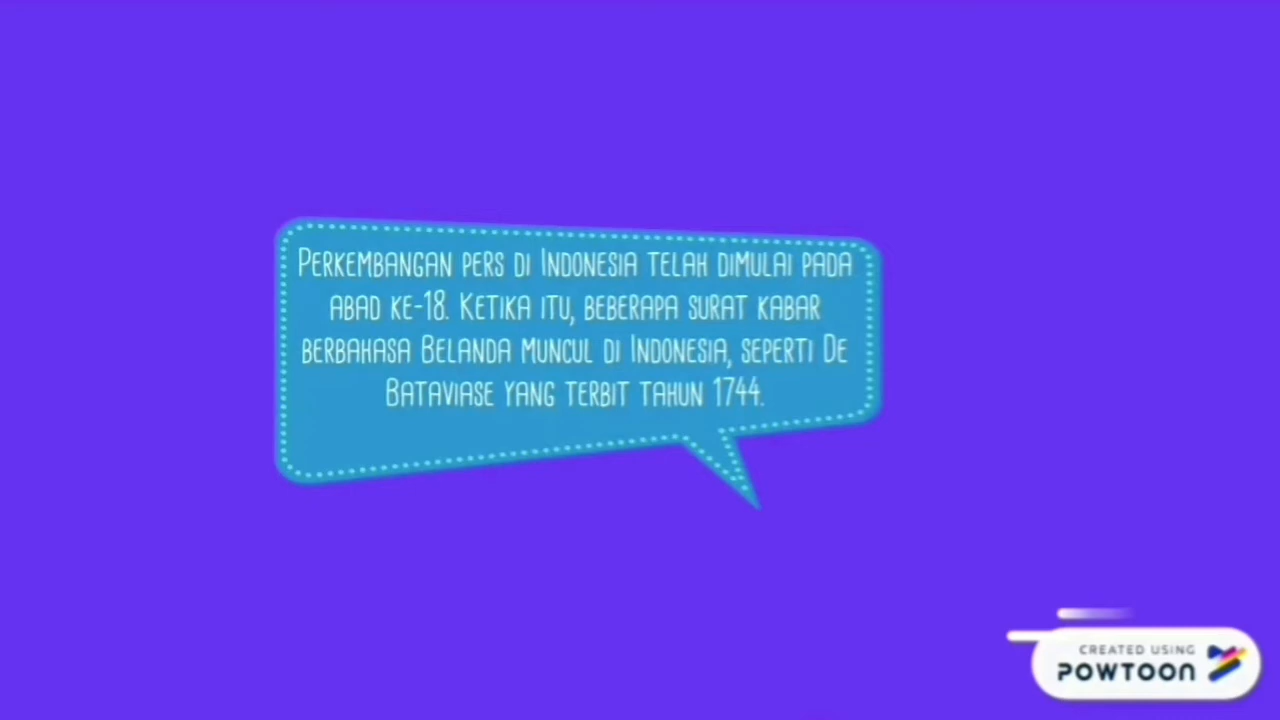 Perkembangan pers di Indonesia telah dimulai pada
abad ke-18. Ketika itu, beberapa surat kabar
berbahasa Belanda muncul di Indonesia, seperti De
Bataviase yang terbit tahun 1744.
CREATED USING
POWTOON